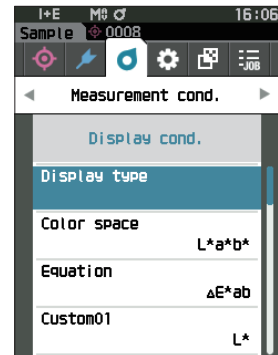 I+E M0 16:06
Sample 0008
-JOB
Measurement cond.
Display cond.
Display type
Color space
L*a*b*
Equation
ΔE*ab
Custom01
L*